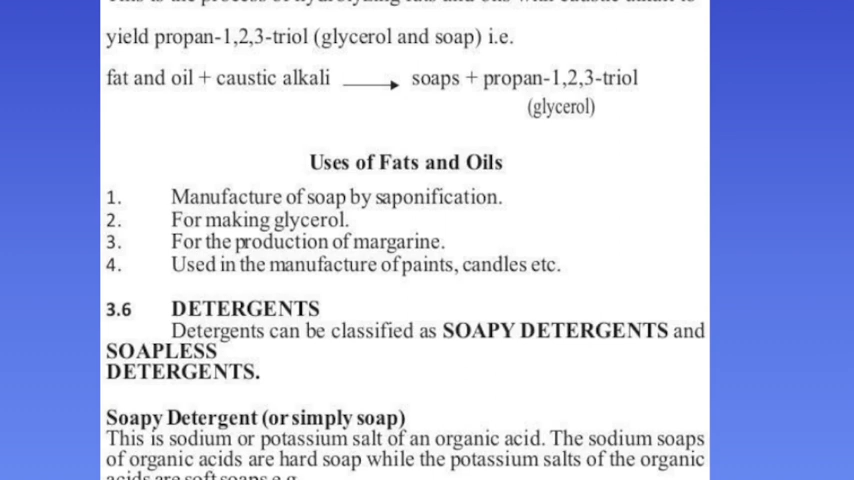 yield propan-1,2,3-triol (glycerol and soap) i.e.
fat and oil + caustic alkali ⟶ soaps + propan-1,2,3-triol
(glycerol)
Uses of Fats and Oils
1. Manufacture of soap by saponification.
2. For making glycerol.
3. For the production of margarine.
4. Used in the manufacture of paints, candles etc.
3.6 DETERGENTS
Detergents can be classified as SOAPY DETERGENTS and
SOAPLESS
DETERGENTS.
Soapy Detergent (or simply soap)
This is sodium or potassium salt of an organic acid. The sodium soaps
of organic acids are hard soap while the potassium salts of the organic
acids are soft soaps e.g.